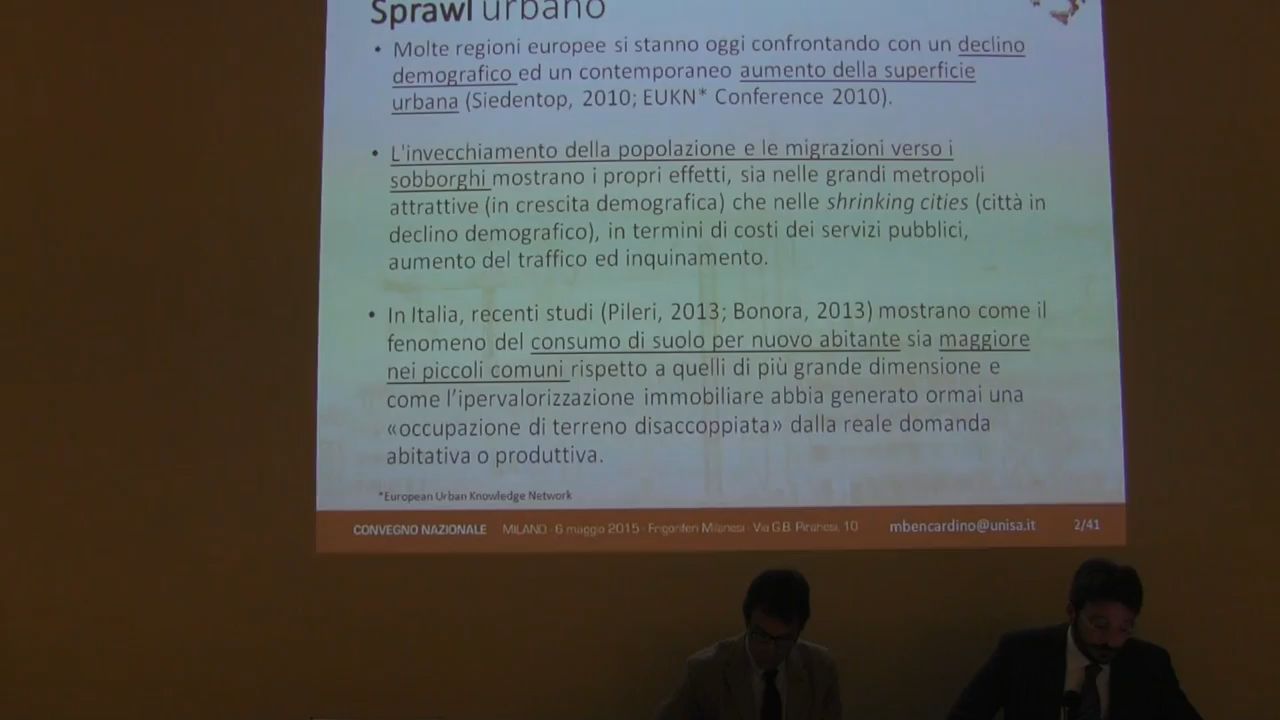 Sprawl urbano
• Molte regioni europee si stanno oggi confrontando con un declino
demografico ed un contemporaneo aumento della superficie
urbana (Siedentop, 2010; EUKN* Conference 2010).
• L'invecchiamento della popolazione e le migrazioni verso i
sobborghi mostrano i propri effetti, sia nelle grandi metropoli
attrattive (in crescita demografica) che nelle shrinking cities (città in
declino demografico), in termini di costi dei servizi pubblici,
aumento del traffico ed inquinamento.
• In Italia, recenti studi (Pileri, 2013; Bonora, 2013) mostrano come il
fenomeno del consumo di suolo per nuovo abitante sia maggiore
nei piccoli comuni rispetto a quelli di più grande dimensione e
come l'ipervalorizzazione immobiliare abbia generato ormai una
«occupazione di terreno disaccoppiata» dalla reale domanda
abitativa o produttiva.
*European Urban Knowledge Network
CONVEGNO NAZIONALE MILANO · 6 maggio 2015 · Frigoriferi Milanesi · Via G.B. Piranesi, 10 mbencardino@unisa.it 2/41